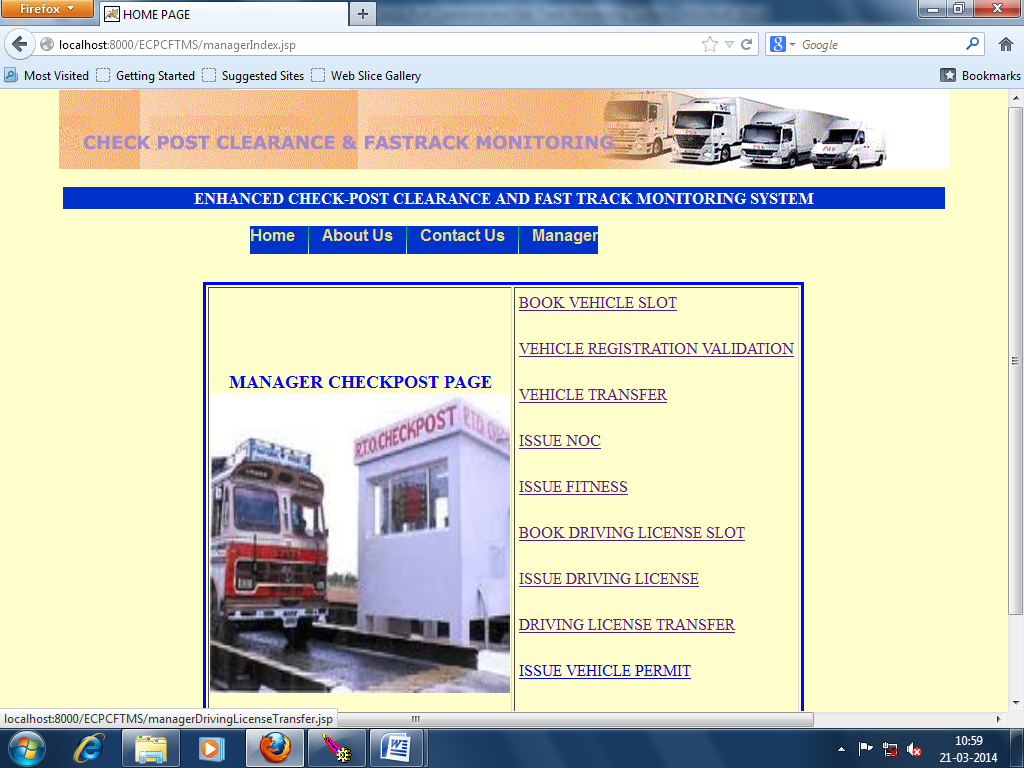 Firefox
HOME PAGE
localhost:8000/ECPCFTMS/managerIndex.jsp
Google
Most Visited Getting Started Suggested Sites Web Slice Gallery Bookmarks
CHECK POST CLEARANCE & FASTRACK MONITORING
ENHANCED CHECK-POST CLEARANCE AND FAST TRACK MONITORING SYSTEM
Home About Us Contact Us Manager
MANAGER CHECKPOST PAGE
R.T.O. CHECKPOST
BOOK VEHICLE SLOT
VEHICLE REGISTRATION VALIDATION
VEHICLE TRANSFER
ISSUE NOC
ISSUE FITNESS
BOOK DRIVING LICENSE SLOT
ISSUE DRIVING LICENSE
DRIVING LICENSE TRANSFER
ISSUE VEHICLE PERMIT
localhost:8000/ECPCFTMS/managerDrivingLicenseTransfer.jsp
10:59
21-03-2014